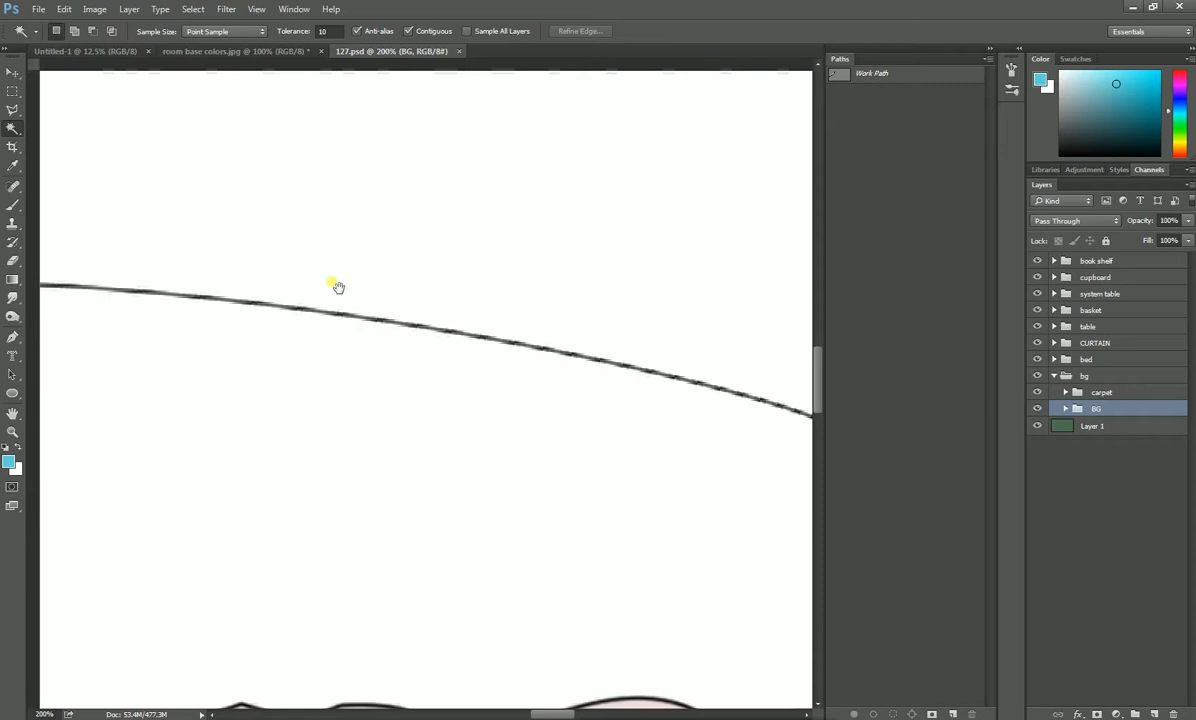 Ps File Edit Image Layer Type Select Filter View Window Help
Sample Size: Point Sample Tolerance: 10 Anti-alias Contiguous Sample All Layers Refine Edge... Essentials
Untitled-1 @ 12.5% (RGB/8) × room base colors.jpg @ 100% (RGB/8) * × 127.psd @ 200% (BG, RGB/8#) ×
Paths
Work Path
Color Swatches
Libraries Adjustment Styles Channels
Layers
Kind
Pass Through Opacity: 100%
Lock: Fill: 100%
book shelf
cupboard
system table
basket
table
CURTAIN
bed
bg
carpet
BG
Layer 1
200% Doc: 53.4M/477.3M